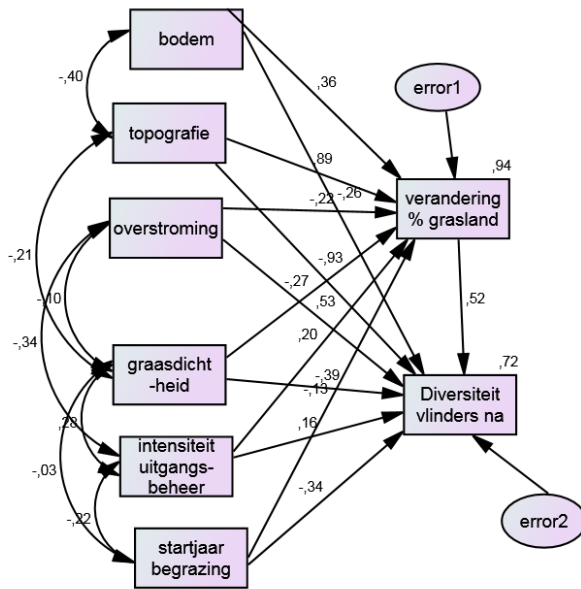 bodem
-,40
,36
error1
topografie
,89
,94
verandering
% grasland
-,26
-,22
overstroming
-,21
-,93
-,27
-,10
,53
,52
-,34
,20
,72
graasdicht
-heid
-,39
-,13
Diversiteit
vlinders na
,28
intensiteit
uitgangs-
beheer
,16
-,03
-,34
-,22
error2
startjaar
begrazing